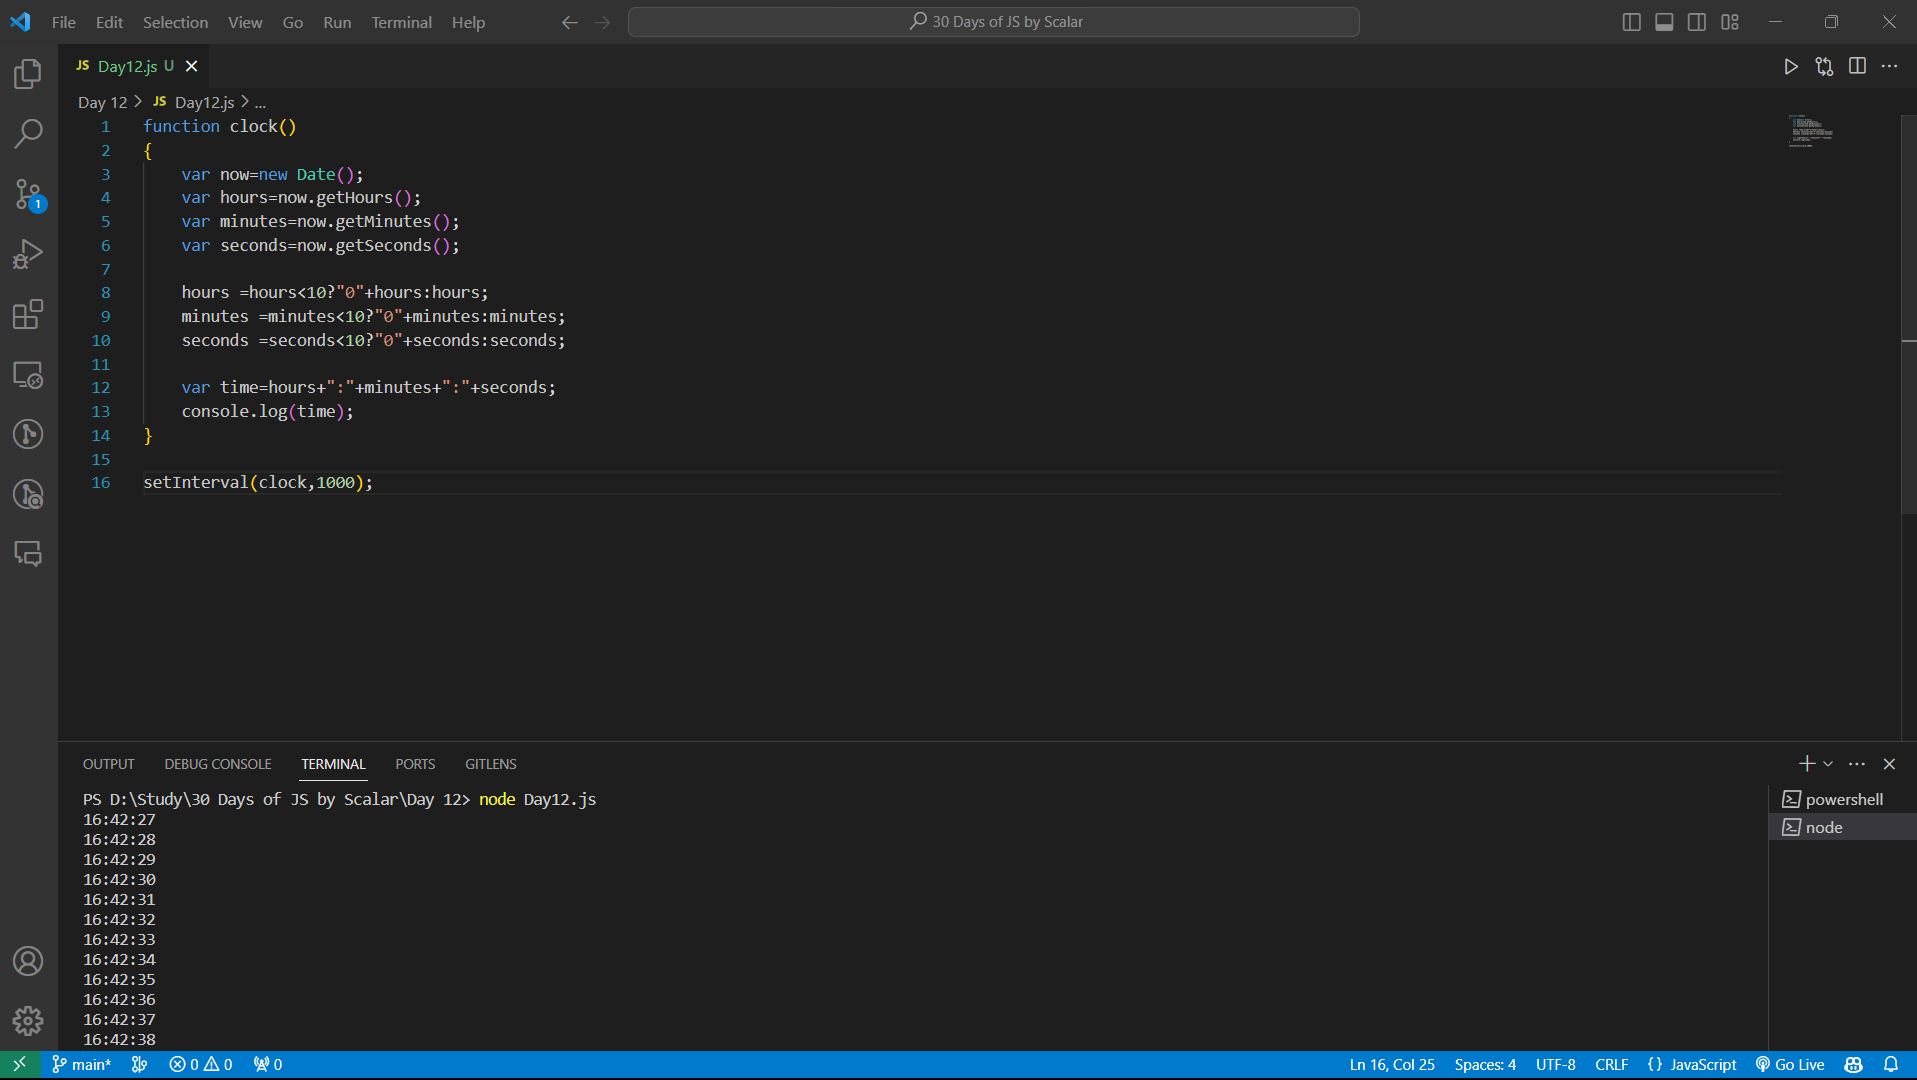 File Edit Selection View Go Run Terminal Help 30 Days of JS by Scalar
JS Day12.js U
Day 12 > JS Day12.js > ...
1 function clock()
2 {
3 var now=new Date();
4 var hours=now.getHours();
5 var minutes=now.getMinutes();
6 var seconds=now.getSeconds();
7
8 hours =hours<10?"0"+hours:hours;
9 minutes =minutes<10?"0"+minutes:minutes;
10 seconds =seconds<10?"0"+seconds:seconds;
11
12 var time=hours+":"+minutes+":"+seconds;
13 console.log(time);
14 }
15
16 setInterval(clock,1000);
1
OUTPUT DEBUG CONSOLE TERMINAL PORTS GITLENS
PS D:\Study\30 Days of JS by Scalar\Day 12> node Day12.js
16:42:27
16:42:28
16:42:29
16:42:30
16:42:31
16:42:32
16:42:33
16:42:34
16:42:35
16:42:36
16:42:37
16:42:38
powershell
node
main* 0 0 0 Ln 16, Col 25 Spaces: 4 UTF-8 CRLF {} JavaScript Go Live